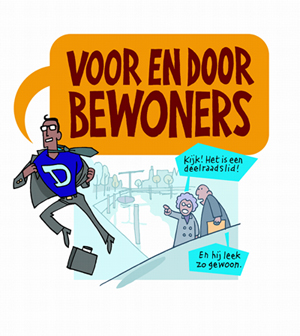 VOOR EN DOOR
BEWONERS
Kijk! Het is een
deelraadslid!
D
En hij leek
zo gewoon.